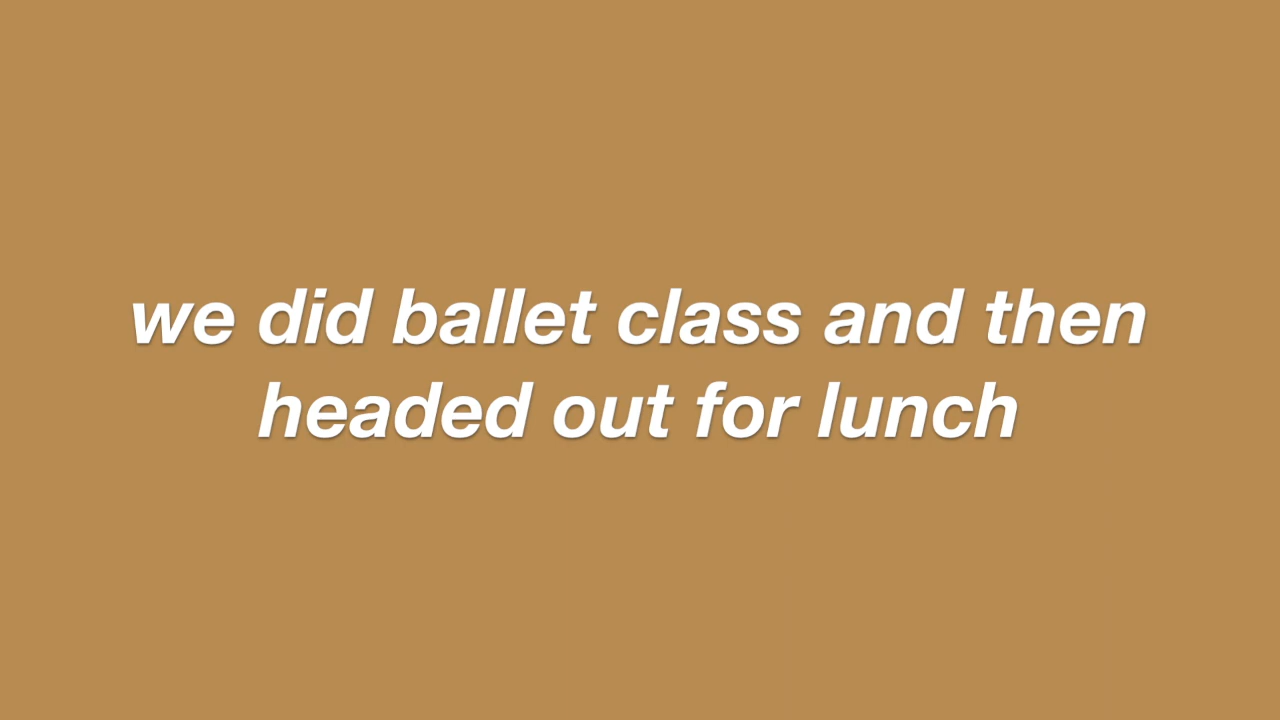 we did ballet class and then
headed out for lunch